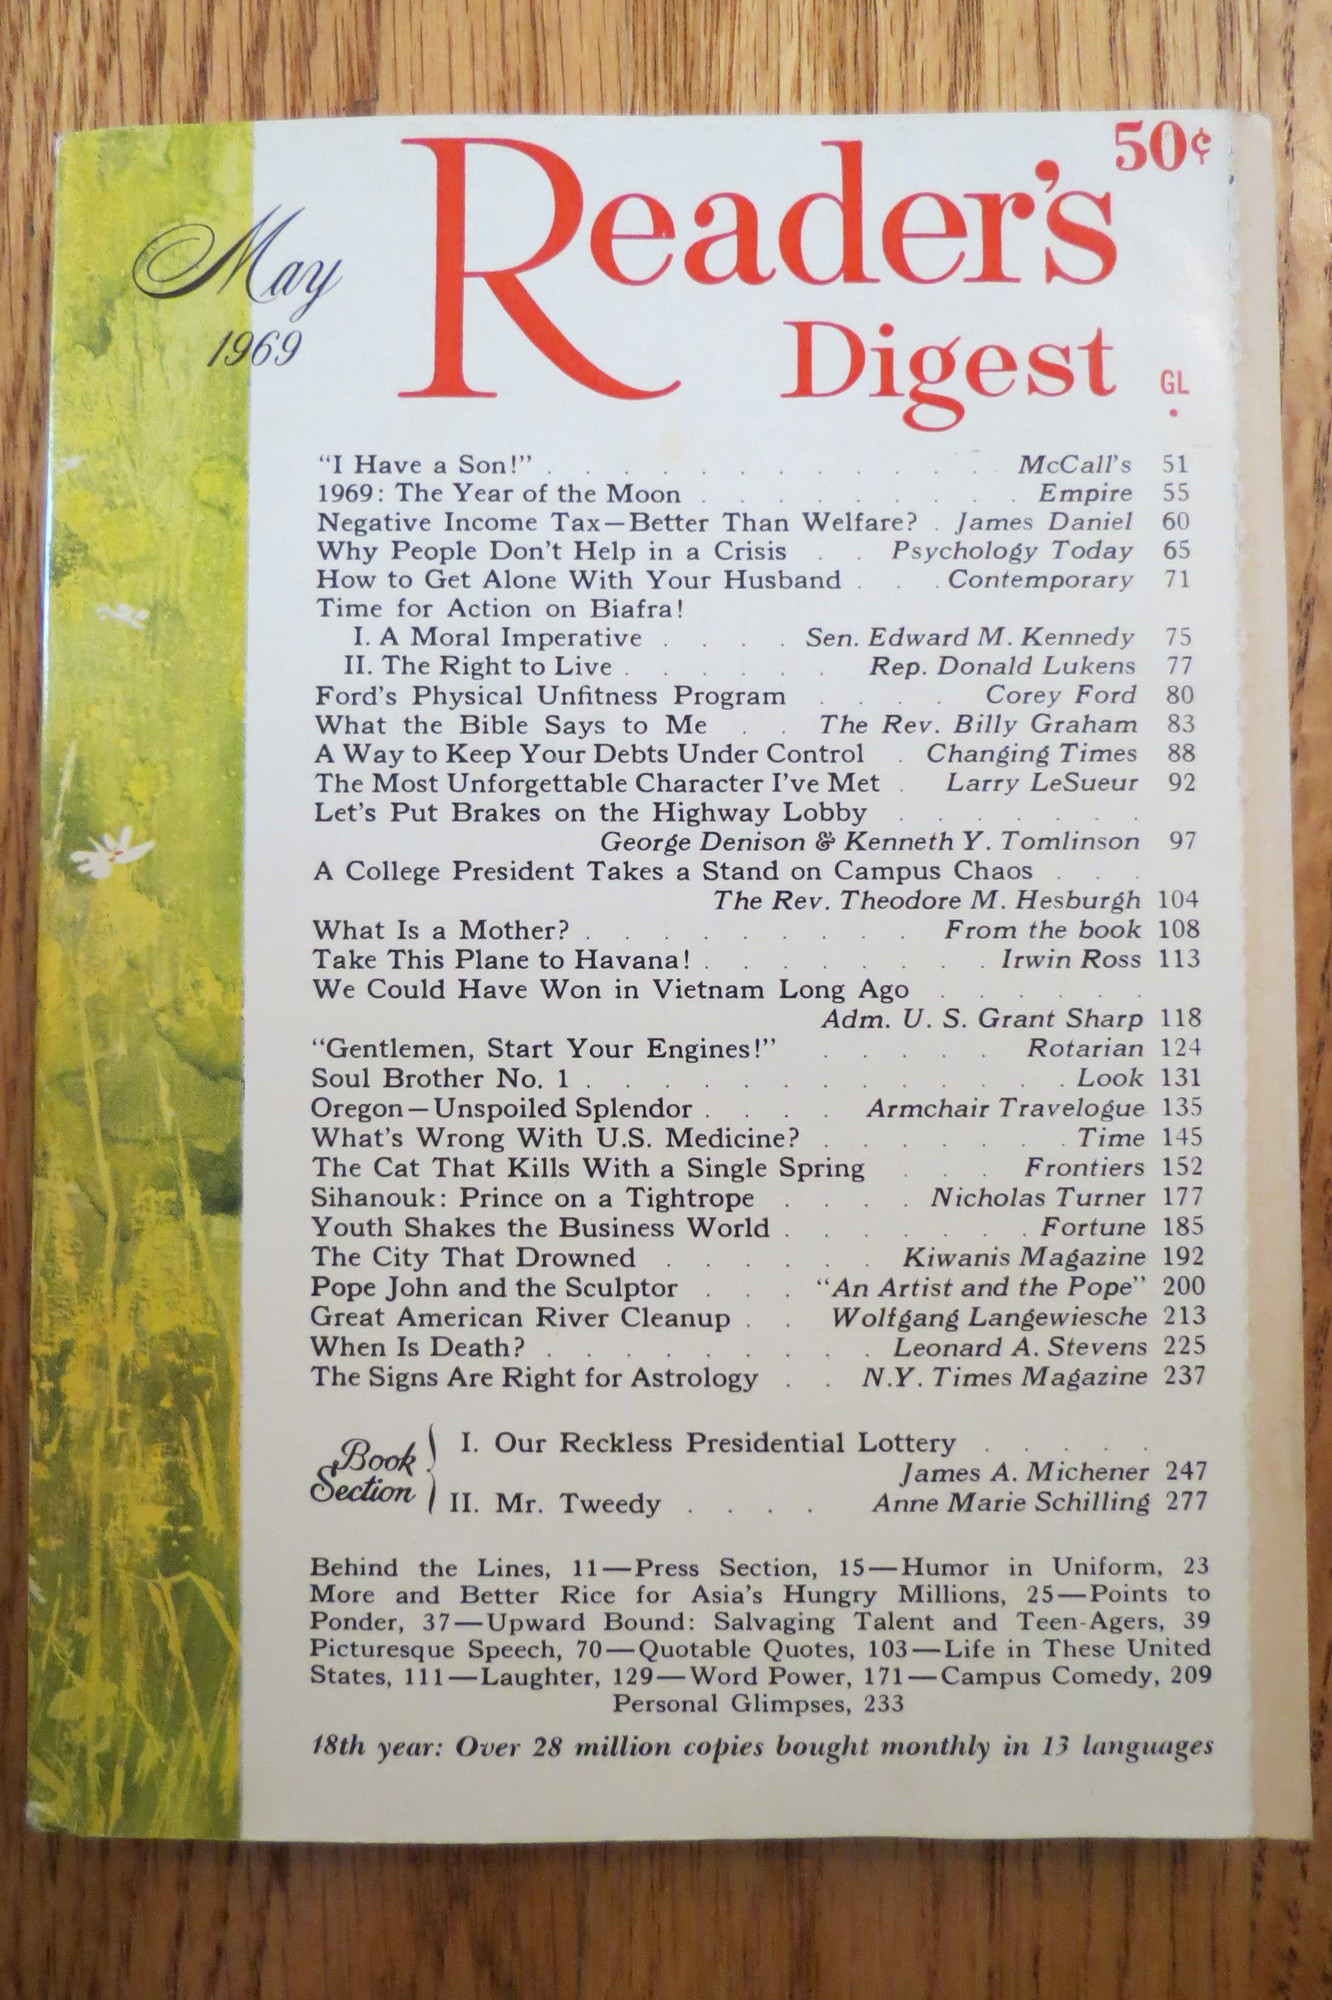 50¢
Reader's
Digest
May
1969
GL
"I Have a Son!" . . . . . . . . . . . . McCall's 51
1969: The Year of the Moon . . . . . . . . . Empire 55
Negative Income Tax—Better Than Welfare? . James Daniel 60
Why People Don't Help in a Crisis . . Psychology Today 65
How to Get Alone With Your Husband . . . Contemporary 71
Time for Action on Biafra!
I. A Moral Imperative . . . . Sen. Edward M. Kennedy 75
II. The Right to Live . . . . . . Rep. Donald Lukens 77
Ford's Physical Unfitness Program . . . . Corey Ford 80
What the Bible Says to Me . . The Rev. Billy Graham 83
A Way to Keep Your Debts Under Control . Changing Times 88
The Most Unforgettable Character I've Met . Larry LeSueur 92
Let's Put Brakes on the Highway Lobby . . . . . . .
George Denison & Kenneth Y. Tomlinson 97
A College President Takes a Stand on Campus Chaos . . .
The Rev. Theodore M. Hesburgh 104
What Is a Mother? . . . . . . . . . From the book 108
Take This Plane to Havana! . . . . . . . . Irwin Ross 113
We Could Have Won in Vietnam Long Ago . . . . . .
Adm. U. S. Grant Sharp 118
"Gentlemen, Start Your Engines!" . . . . . Rotarian 124
Soul Brother No. 1 . . . . . . . . . . . . . Look 131
Oregon—Unspoiled Splendor . . . . Armchair Travelogue 135
What's Wrong With U.S. Medicine? . . . . . . . Time 145
The Cat That Kills With a Single Spring . . . Frontiers 152
Sihanouk: Prince on a Tightrope . . . . Nicholas Turner 177
Youth Shakes the Business World . . . . . . . Fortune 185
The City That Drowned . . . . . . Kiwanis Magazine 192
Pope John and the Sculptor . . . "An Artist and the Pope" 200
Great American River Cleanup . . Wolfgang Langewiesche 213
When Is Death? . . . . . . . . . Leonard A. Stevens 225
The Signs Are Right for Astrology . . N.Y. Times Magazine 237
Book
Section
I. Our Reckless Presidential Lottery . . . . .
James A. Michener 247
II. Mr. Tweedy . . . . Anne Marie Schilling 277
Behind the Lines, 11—Press Section, 15—Humor in Uniform, 23
More and Better Rice for Asia's Hungry Millions, 25—Points to
Ponder, 37—Upward Bound: Salvaging Talent and Teen-Agers, 39
Picturesque Speech, 70—Quotable Quotes, 103—Life in These United
States, 111—Laughter, 129—Word Power, 171—Campus Comedy, 209
Personal Glimpses, 233
18th year: Over 28 million copies bought monthly in 13 languages